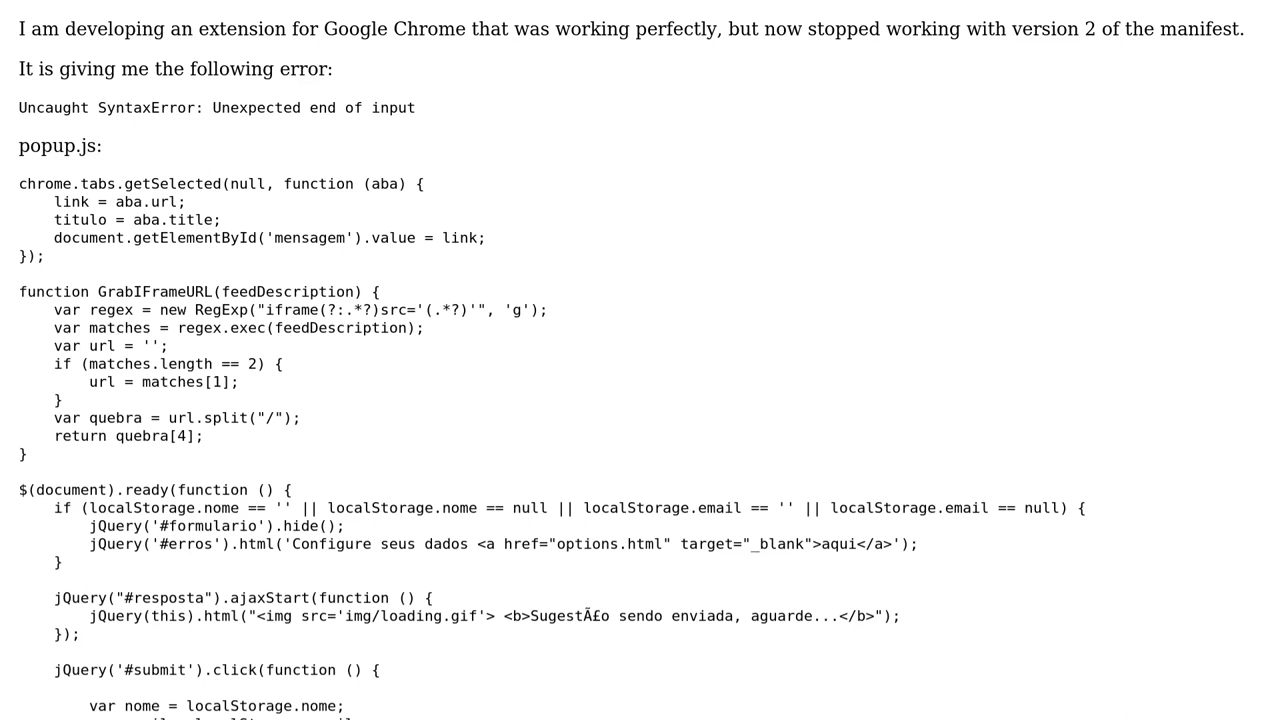 I am developing an extension for Google Chrome that was working perfectly, but now stopped working with version 2 of the manifest.
It is giving me the following error:
Uncaught SyntaxError: Unexpected end of input
popup.js:
chrome.tabs.getSelected(null, function (aba) {
    link = aba.url;
    titulo = aba.title;
    document.getElementById('mensagem').value = link;
});
function GrabIFrameURL(feedDescription) {
    var regex = new RegExp("iframe(?:.*?)src='(.*?)'", 'g');
    var matches = regex.exec(feedDescription);
    var url = '';
    if (matches.length == 2) {
        url = matches[1];
    }
    var quebra = url.split("/");
    return quebra[4];
}
$(document).ready(function () {
    if (localStorage.nome == '' || localStorage.nome == null || localStorage.email == '' || localStorage.email == null) {
        jQuery('#formulario').hide();
        jQuery('#erros').html('Configure seus dados <a href="options.html" target="_blank">aqui</a>');
    }
    jQuery("#resposta").ajaxStart(function () {
        jQuery(this).html("<img src='img/loading.gif'> <b>SugestÃ£o sendo enviada, aguarde...</b>");
    });
    jQuery('#submit').click(function () {
        var nome = localStorage.nome;